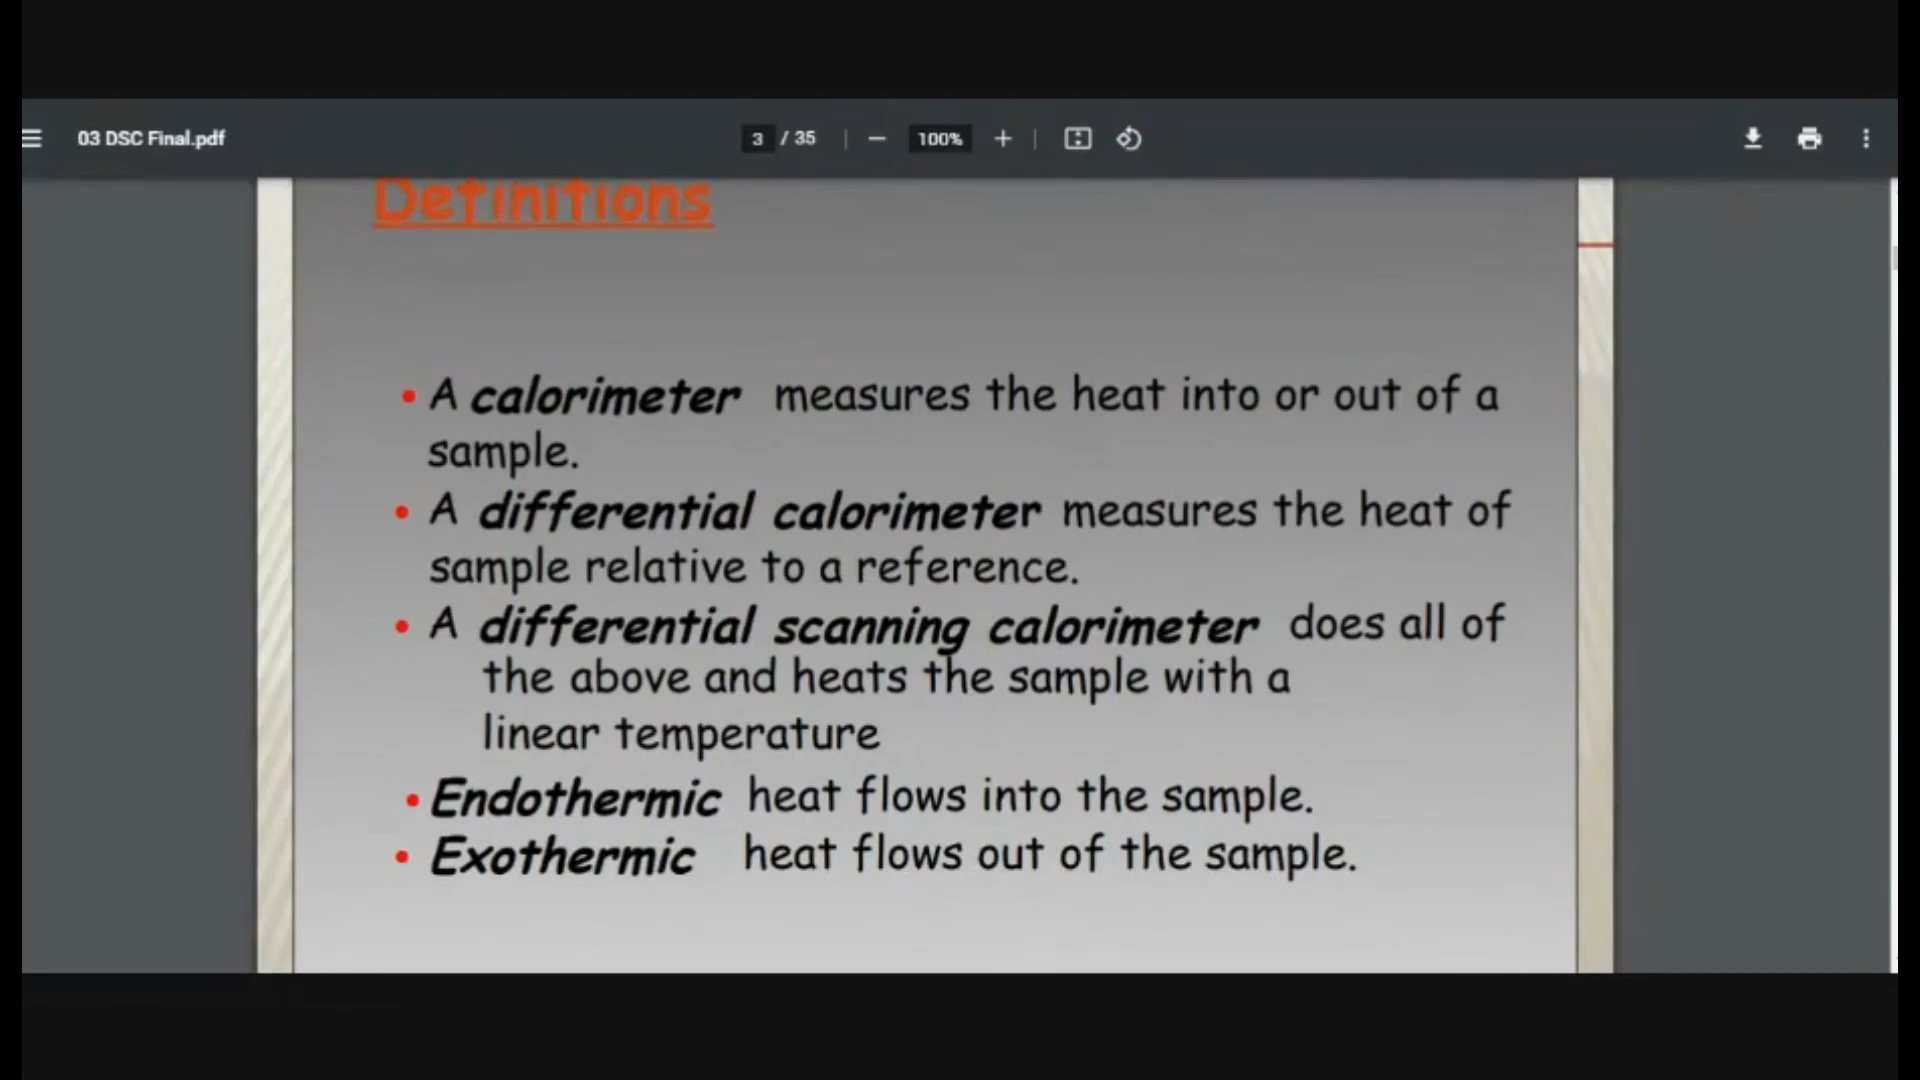 03 DSC Final.pdf
3 / 35
100%
Definitions
• A calorimeter measures the heat into or out of a
sample.
• A differential calorimeter measures the heat of
sample relative to a reference.
• A differential scanning calorimeter does all of
the above and heats the sample with a
linear temperature
• Endothermic heat flows into the sample.
• Exothermic heat flows out of the sample.